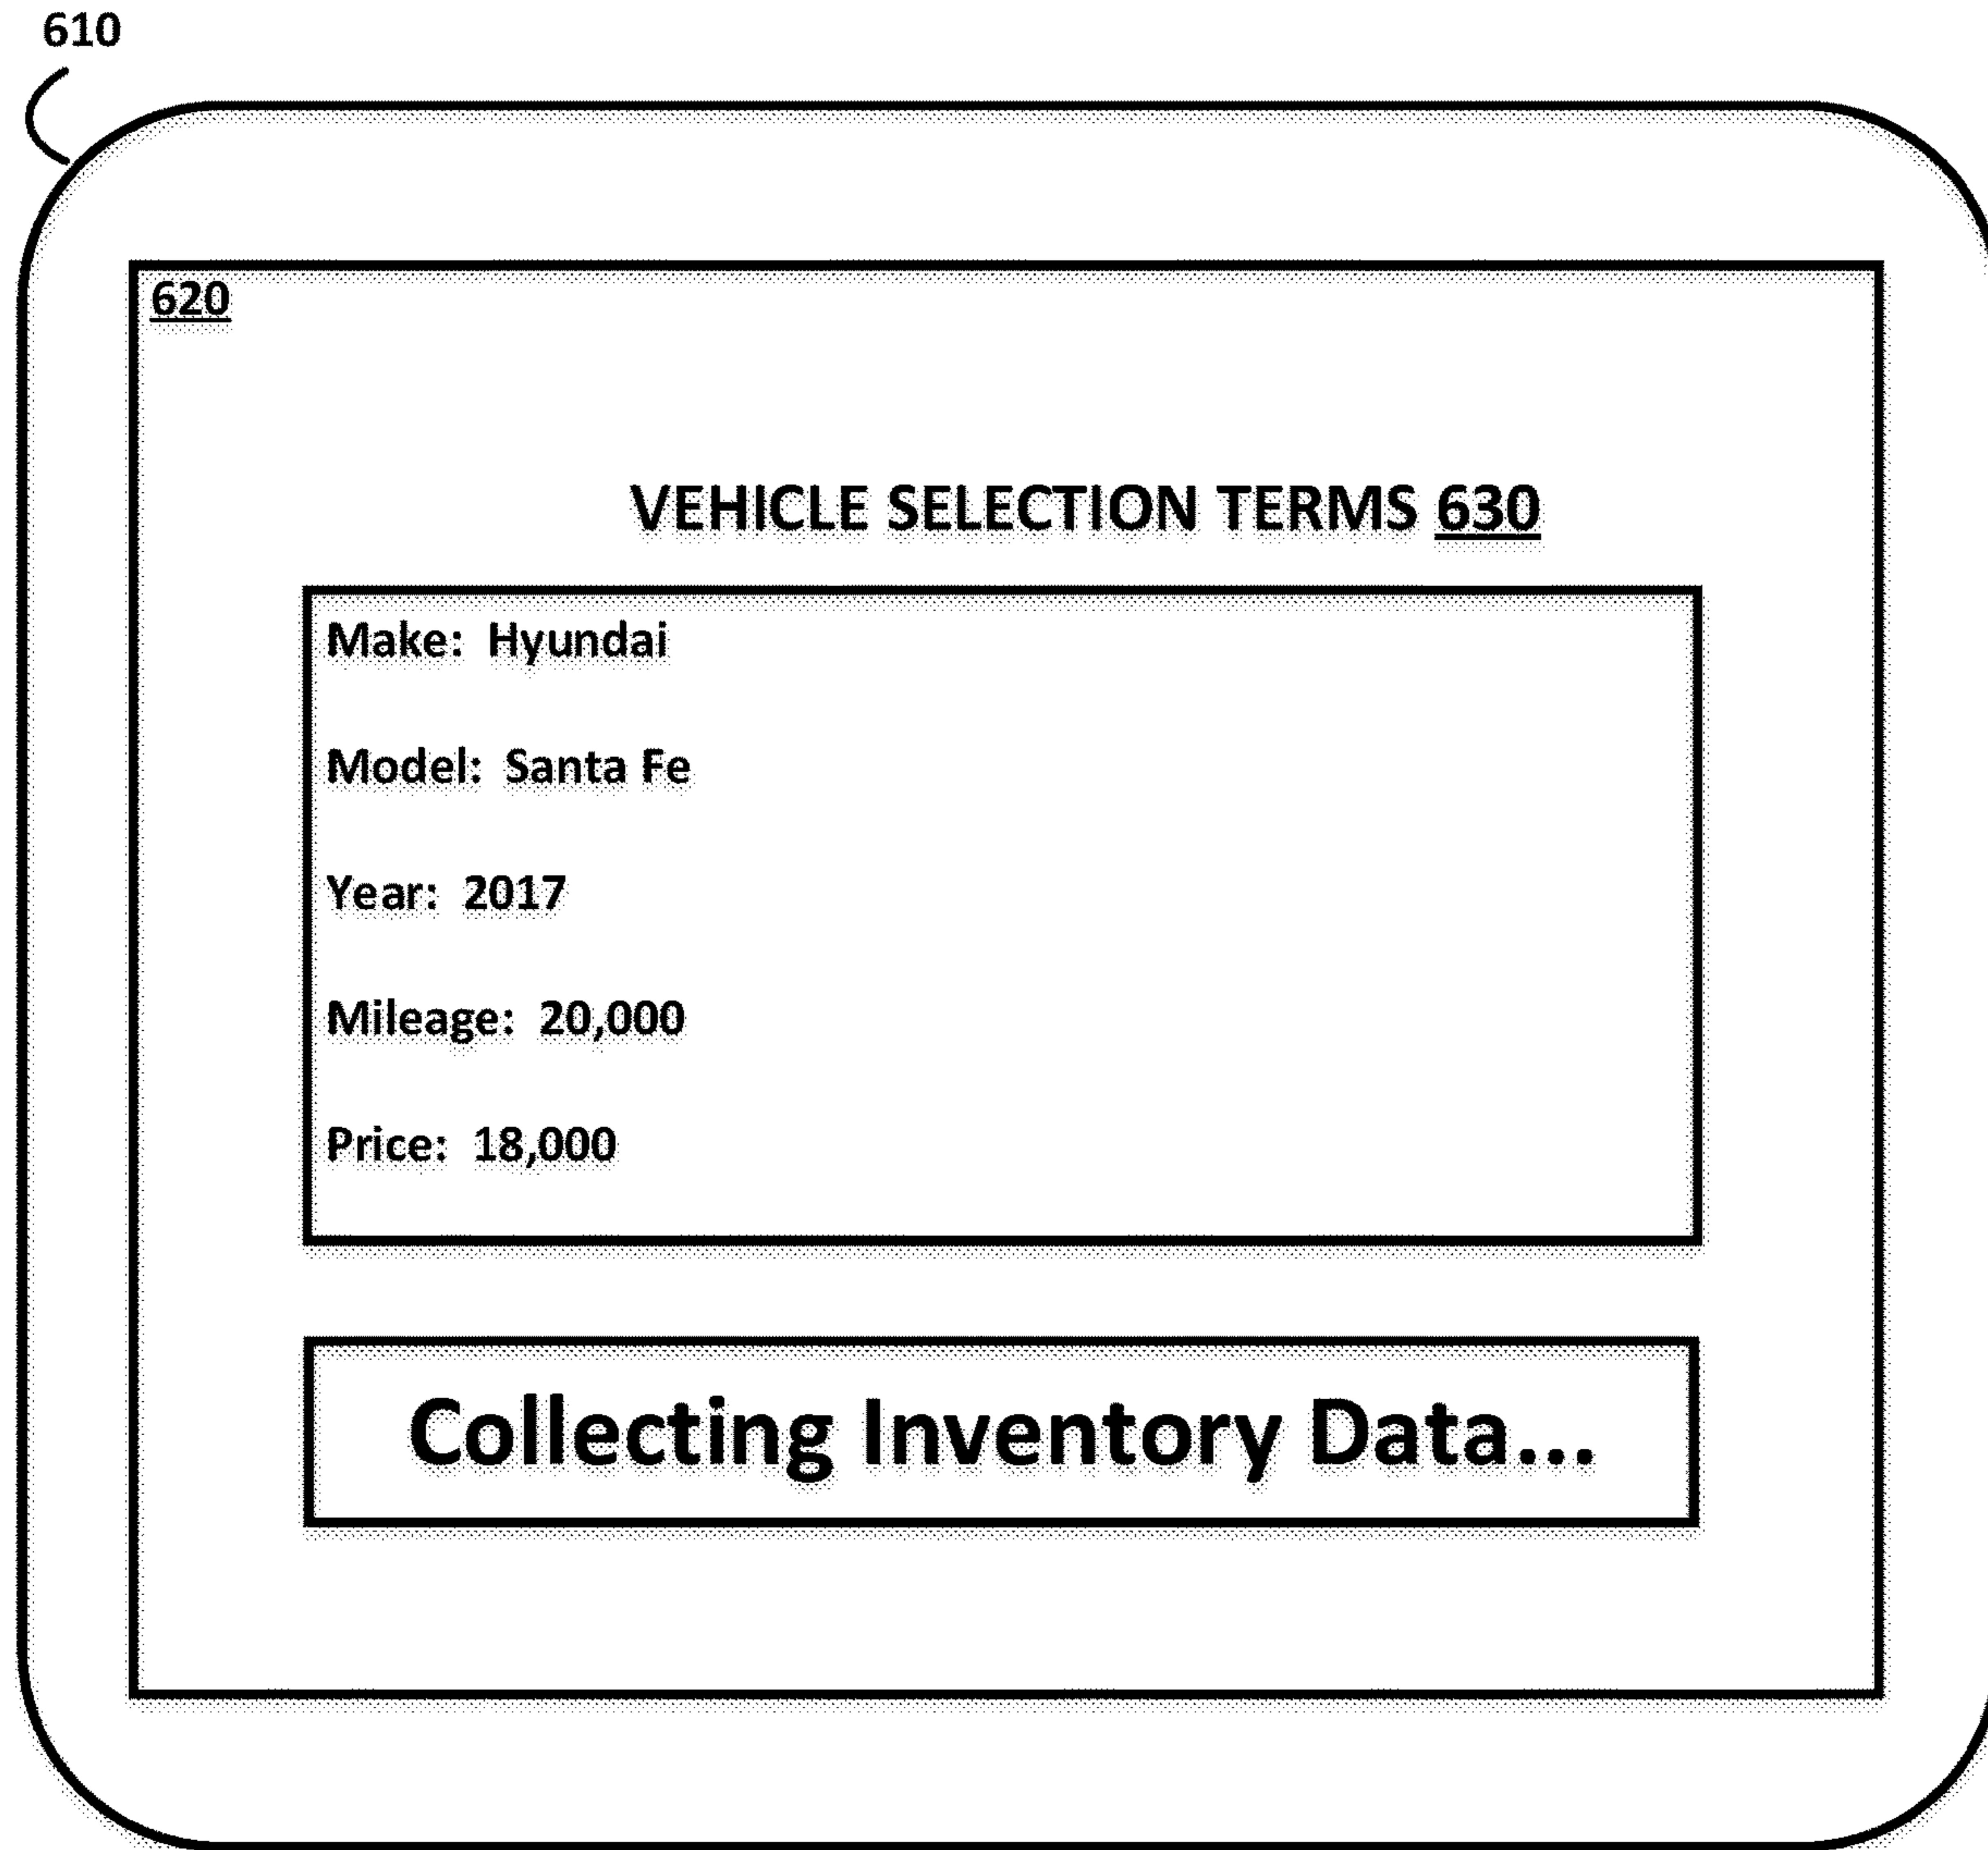 610
620
VEHICLE SELECTION TERMS 630
Make: Hyundai
Model: Santa Fe
Year: 2017
Mileage: 20,000
Price: 18,000
Collecting Inventory Data...